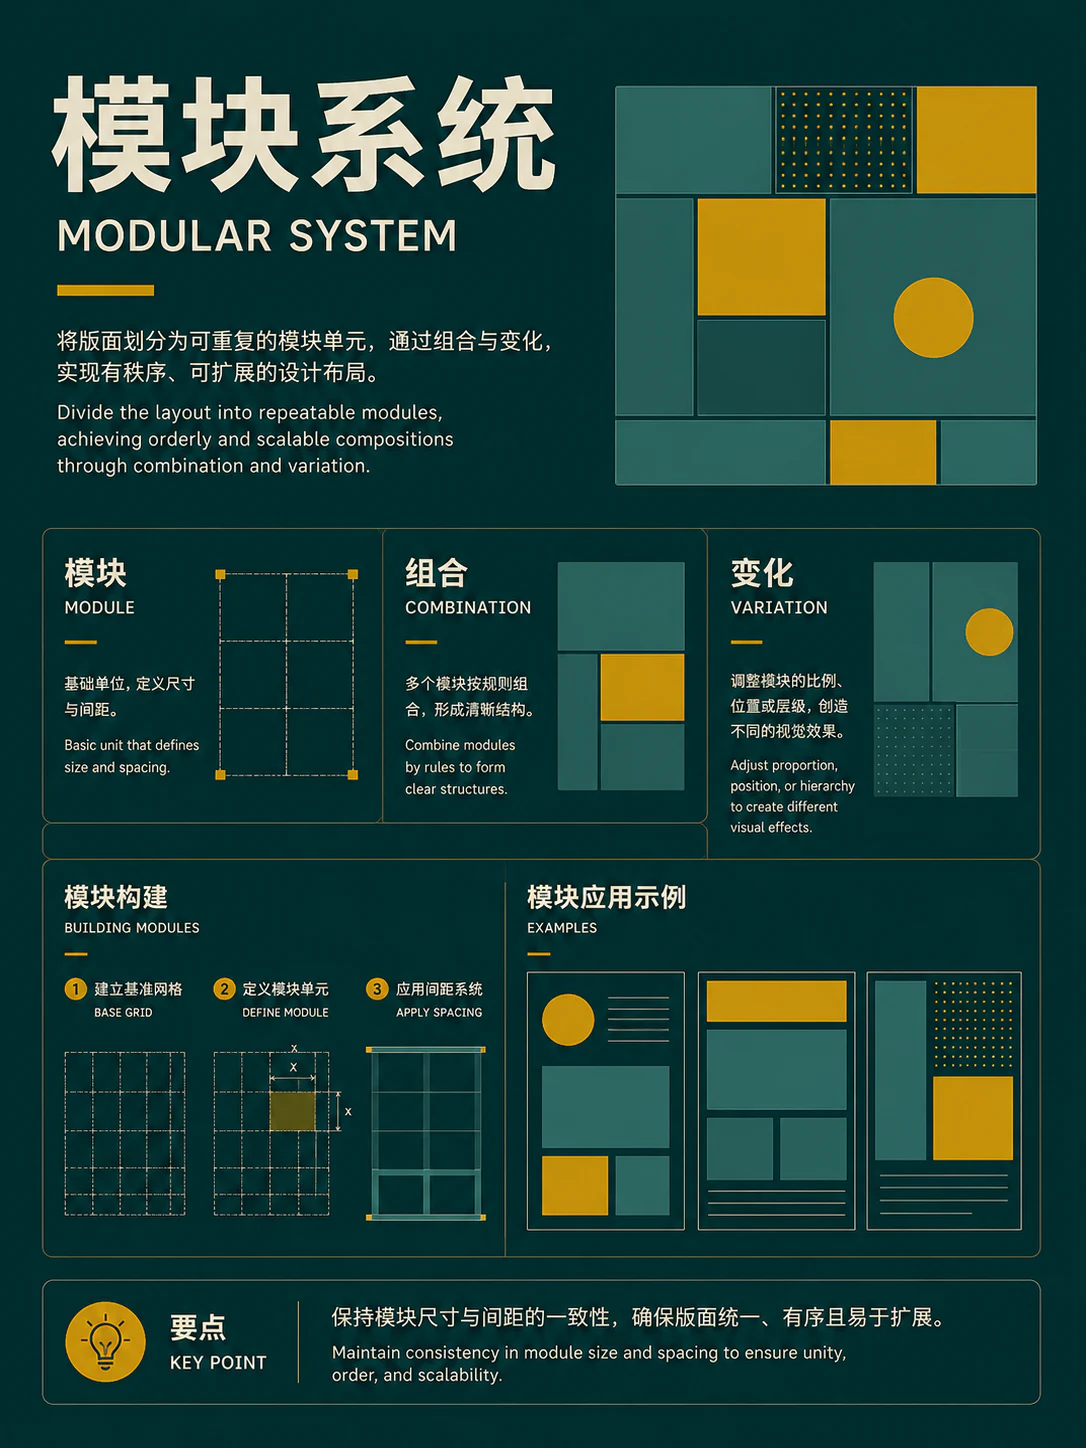 模块系统
MODULAR SYSTEM
将版面划分为可重复的模块单元，通过组合与变化，
实现有秩序、可扩展的设计布局。
Divide the layout into repeatable modules,
achieving orderly and scalable compositions
through combination and variation.
模块
MODULE
基础单位，定义尺寸
与间距。
Basic unit that defines
size and spacing.
组合
COMBINATION
多个模块按规则组
合，形成清晰结构。
Combine modules
by rules to form
clear structures.
变化
VARIATION
调整模块的比例、
位置或层级，创造
不同的视觉效果。
Adjust proportion,
position, or hierarchy
to create different
visual effects.
模块构建
BUILDING MODULES
1 建立基准网格
BASE GRID
2 定义模块单元
DEFINE MODULE
3 应用间距系统
APPLY SPACING
x
x
x
模块应用示例
EXAMPLES
要点
KEY POINT
保持模块尺寸与间距的一致性，确保版面统一、有序且易于扩展。
Maintain consistency in module size and spacing to ensure unity,
order, and scalability.